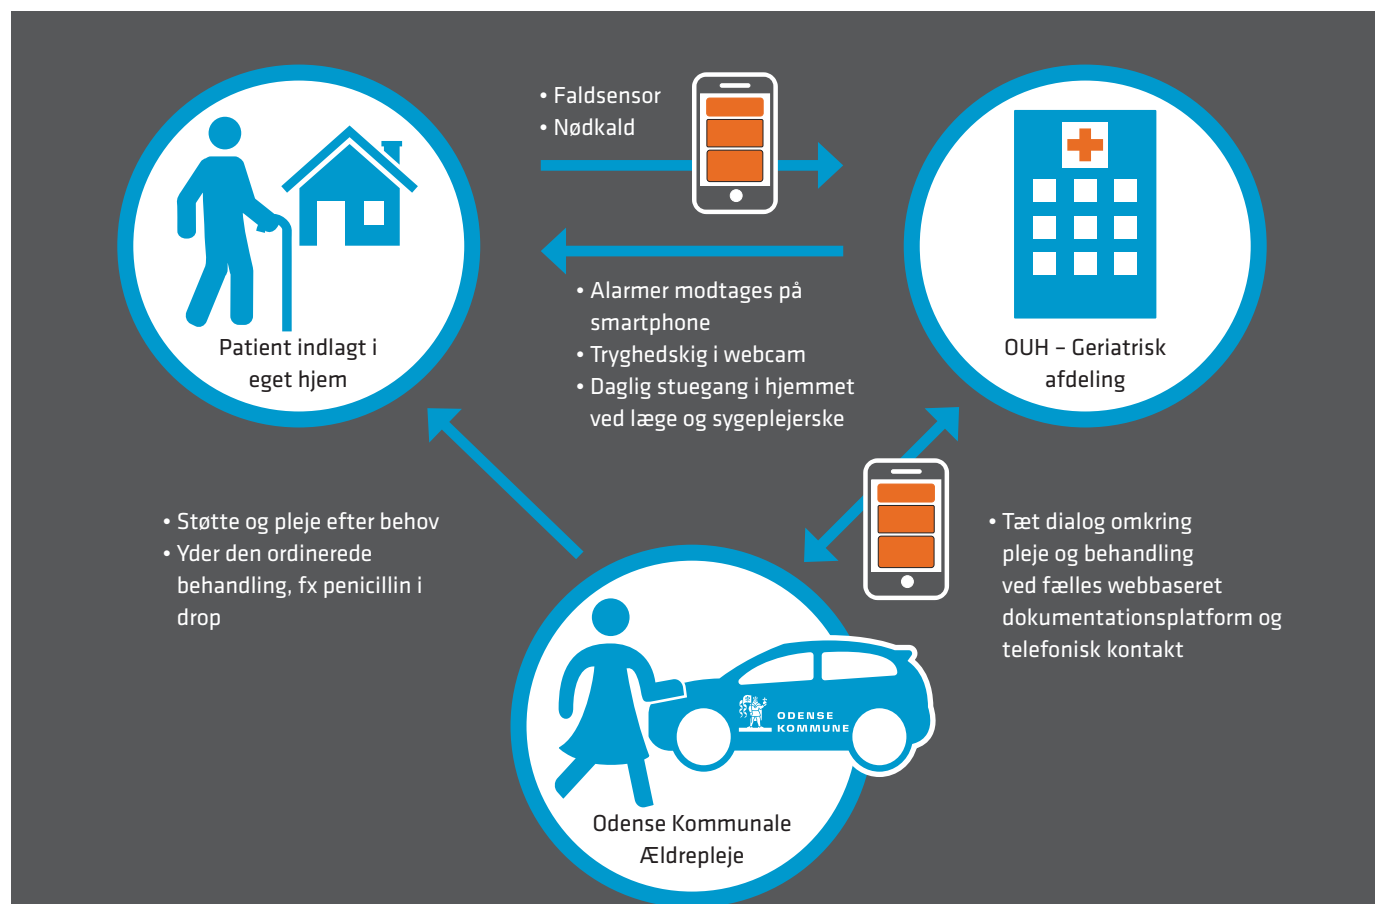 • Faldsensor
• Nødkald
• Alarmer modtages på
smartphone
• Tryghedskig i webcam
• Daglig stuegang i hjemmet
ved læge og sygeplejerske
Patient indlagt i
eget hjem
OUH – Geriatrisk
afdeling
• Støtte og pleje efter behov
• Yder den ordinerede
behandling, fx penicillin i
drop
• Tæt dialog omkring
pleje og behandling
ved fælles webbaseret
dokumentationsplatform og
telefonisk kontakt
ODENSE
KOMMUNE
Odense Kommunale
Ældrepleje